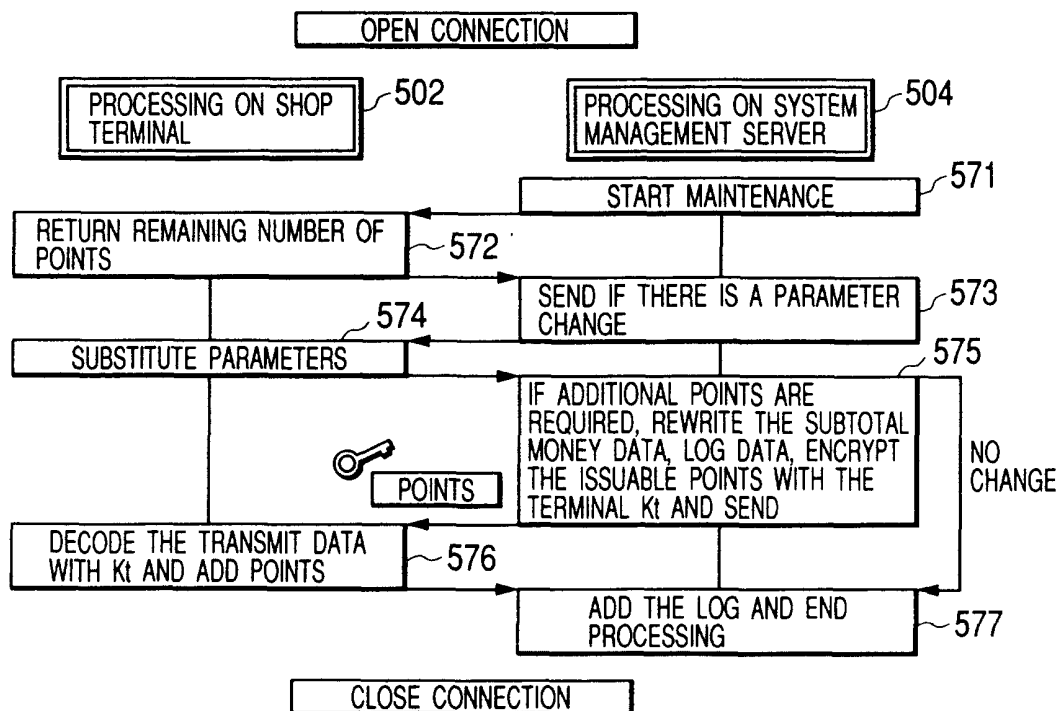 OPEN CONNECTION
PROCESSING ON SHOP
TERMINAL
502
PROCESSING ON SYSTEM
MANAGEMENT SERVER
504
START MAINTENANCE
571
RETURN REMAINING NUMBER OF
POINTS
572
SEND IF THERE IS A PARAMETER
CHANGE
573
574
SUBSTITUTE PARAMETERS
575
IF ADDITIONAL POINTS ARE
REQUIRED, REWRITE THE SUBTOTAL
MONEY DATA, LOG DATA, ENCRYPT
THE ISSUABLE POINTS WITH THE
TERMINAL Kt AND SEND
NO
CHANGE
POINTS
DECODE THE TRANSMIT DATA
WITH Kt AND ADD POINTS
576
ADD THE LOG AND END
PROCESSING
577
CLOSE CONNECTION